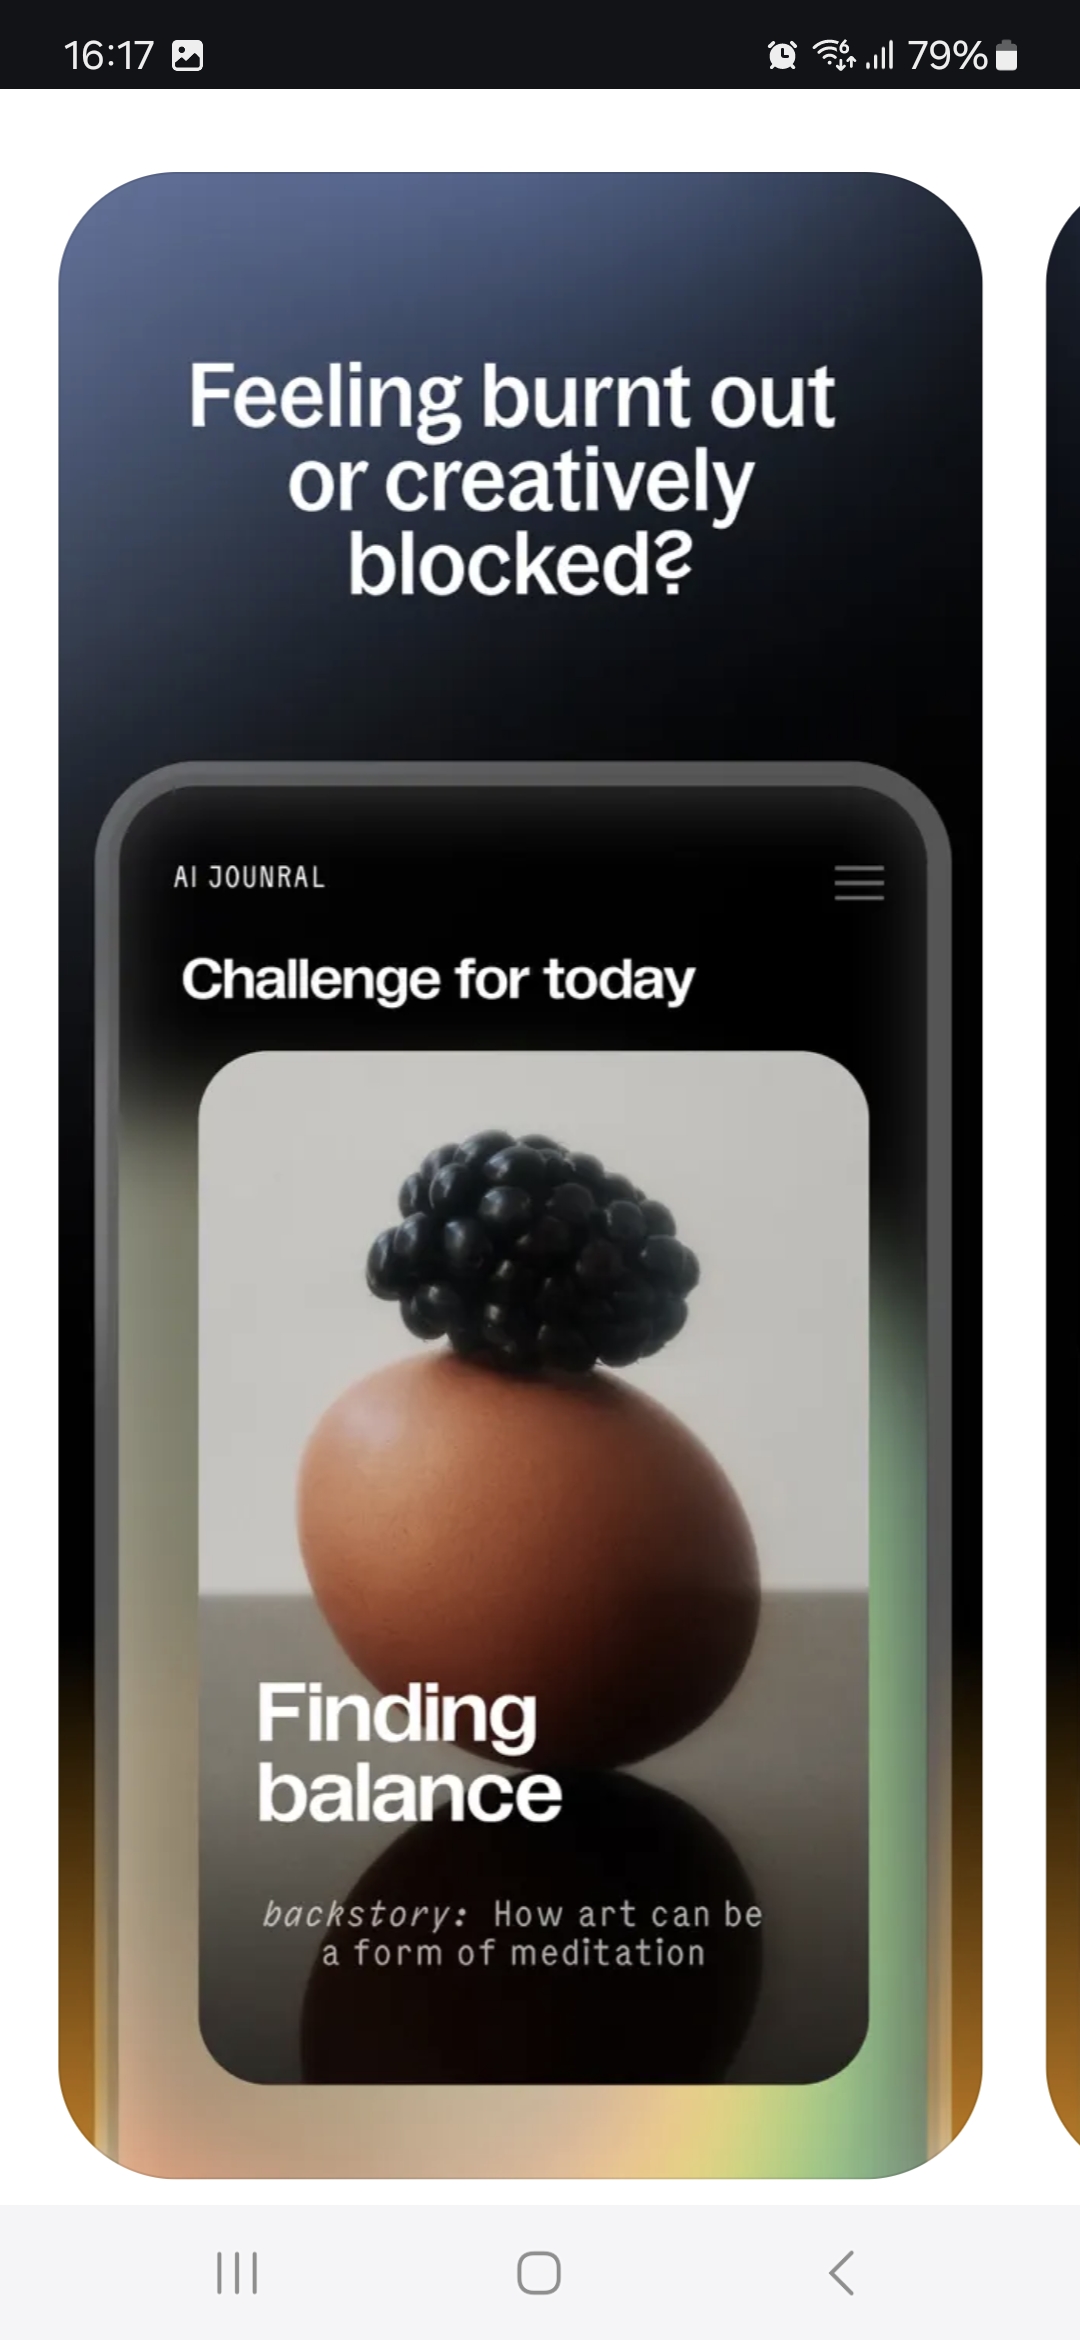 16:17 79%
Feeling burnt out
or creatively
blocked?
AI JOUNRAL
Challenge for today
Finding
balance
backstory: How art can be
a form of meditation